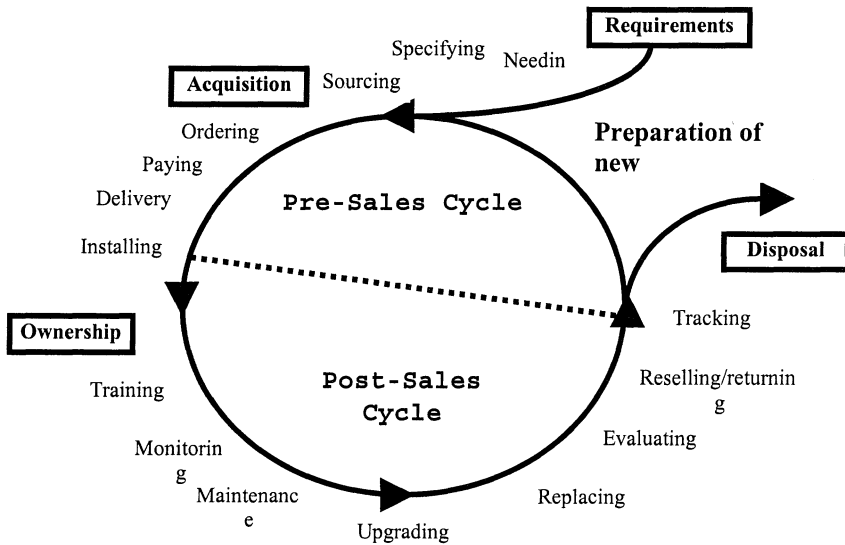 Requirements
Specifying
Needin
Acquisition
Sourcing
Ordering
Preparation of
new
Paying
Delivery
Pre-Sales Cycle
Installing
Disposal
Ownership
Tracking
Training
Post-Sales
Cycle
Reselling/returnin
g
Monitorin
g
Evaluating
Maintenanc
e
Replacing
Upgrading